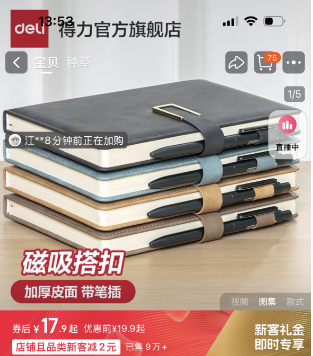 13:53
deli 得力官方旗舰店
宝贝 种草
75
1/5
江**8分钟前正在加购
直播中
磁吸搭扣
加厚皮面 带笔插
视频 图集 款式
券后 ¥17.9起 优惠前¥19.9起
店铺且全品类新客减2元 已售 9万+
新客礼金
即时专享